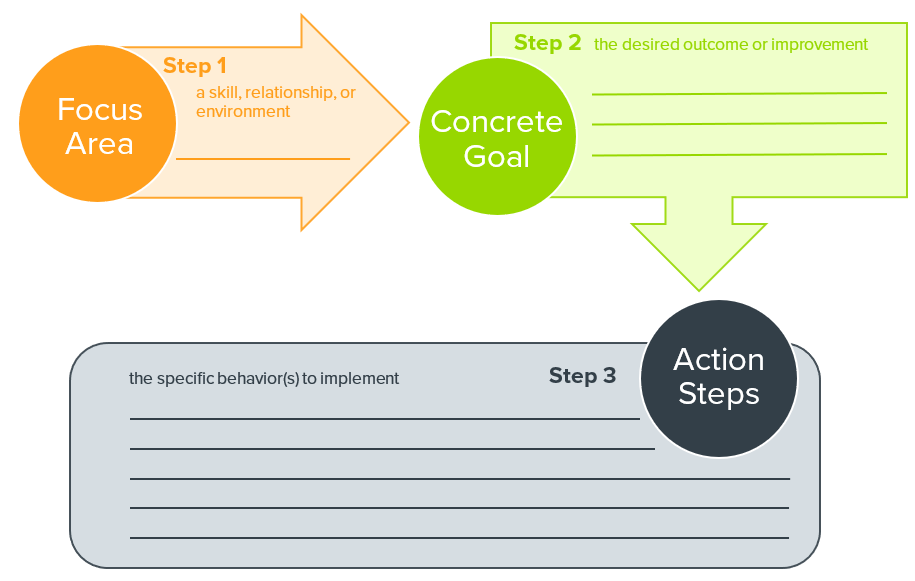 Step 1
a skill, relationship, or
environment
Focus
Area
Step 2 the desired outcome or improvement
Concrete
Goal
Action
Steps
the specific behavior(s) to implement Step 3